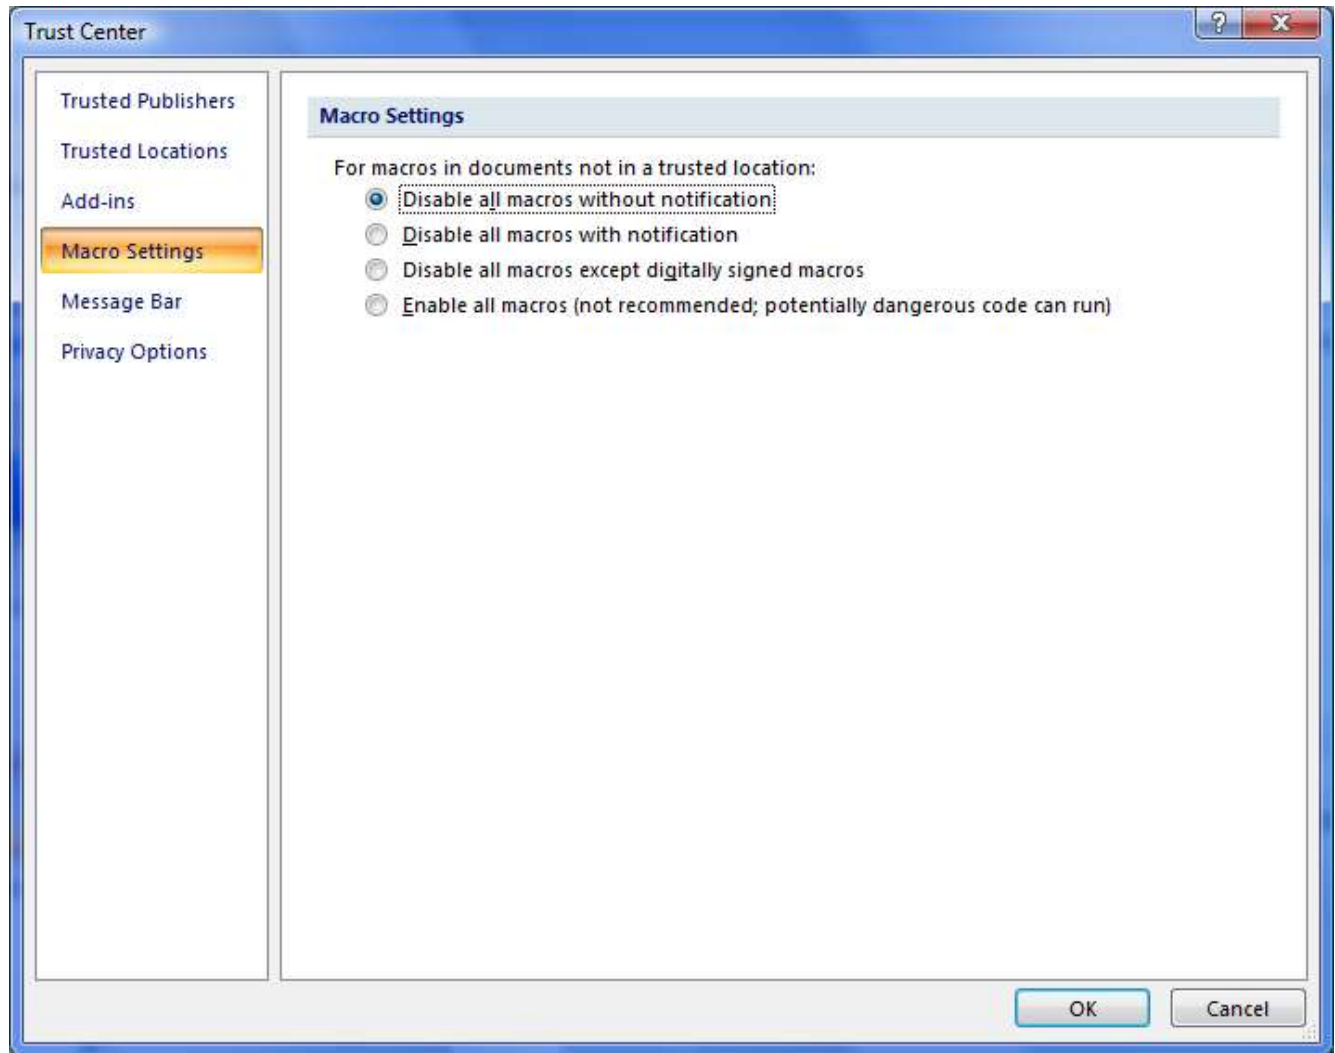 Trust Center
?
X
Trusted Publishers
Trusted Locations
Add-ins
Macro Settings
Message Bar
Privacy Options
Macro Settings
For macros in documents not in a trusted location:
Disable all macros without notification
Disable all macros with notification
Disable all macros except digitally signed macros
Enable all macros (not recommended; potentially dangerous code can run)
OK
Cancel